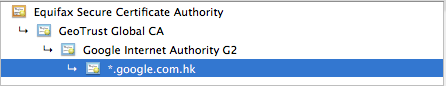 Equifax Secure Certificate Authority
GeoTrust Global CA
Google Internet Authority G2
*.google.com.hk